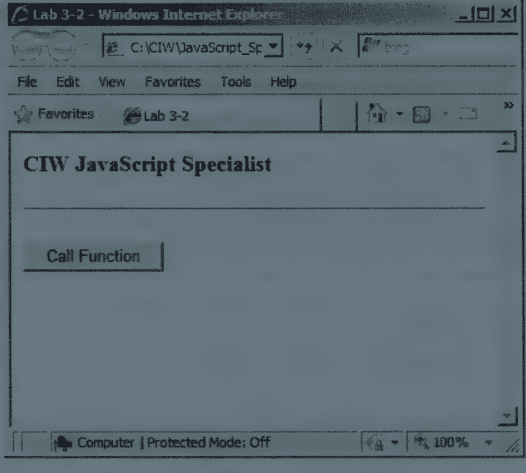 Lab 3-2 - Windows Internet Explorer
C:\CIW\JavaScript_Sp
bing
File Edit View Favorites Tools Help
Favorites Lab 3-2
CIW JavaScript Specialist
Call Function
Computer | Protected Mode: Off
100%